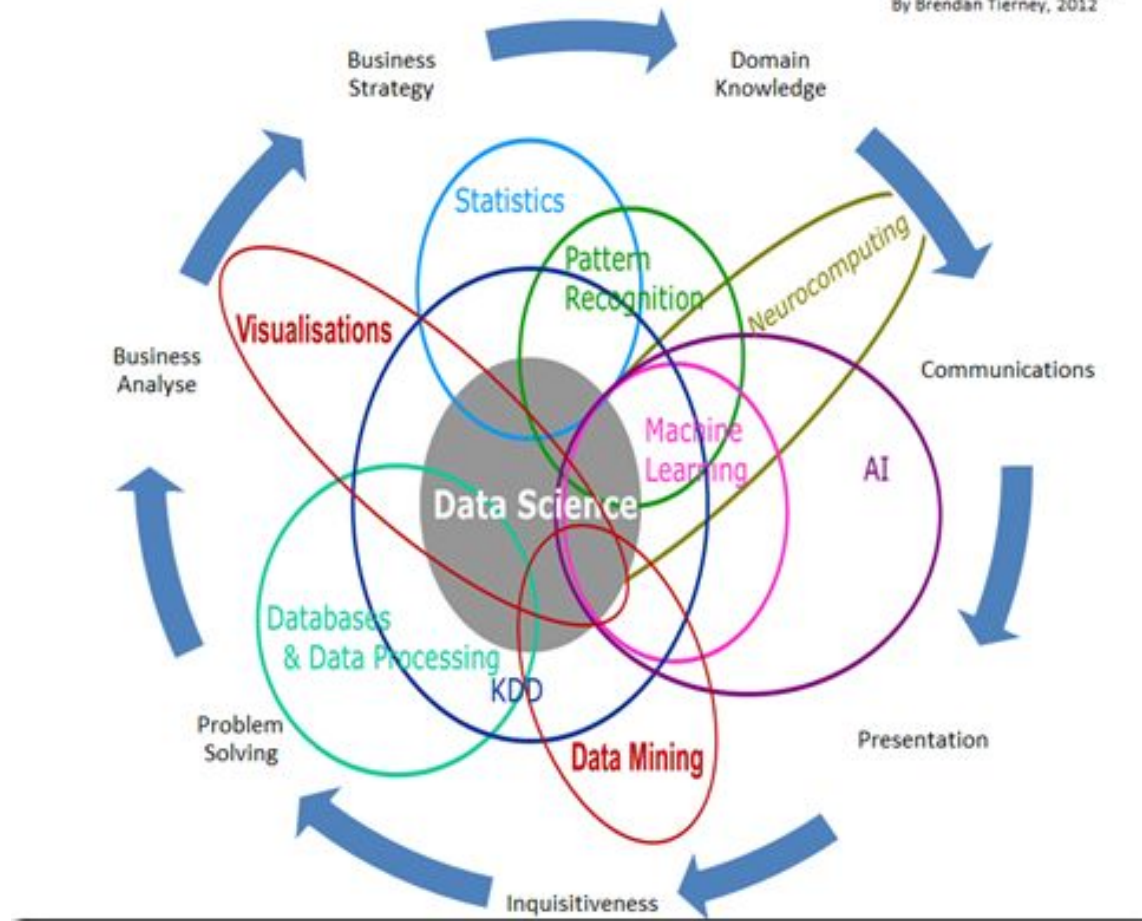 By Brendan Tierney, 2012
Business
Strategy
Domain
Knowledge
Statistics
Pattern
Recognition
Neurocomputing
Visualisations
Business
Analyse
Communications
Machine
Learning
AI
Data Science
Databases
& Data Processing
KDD
Problem
Solving
Data Mining
Presentation
Inquisitiveness